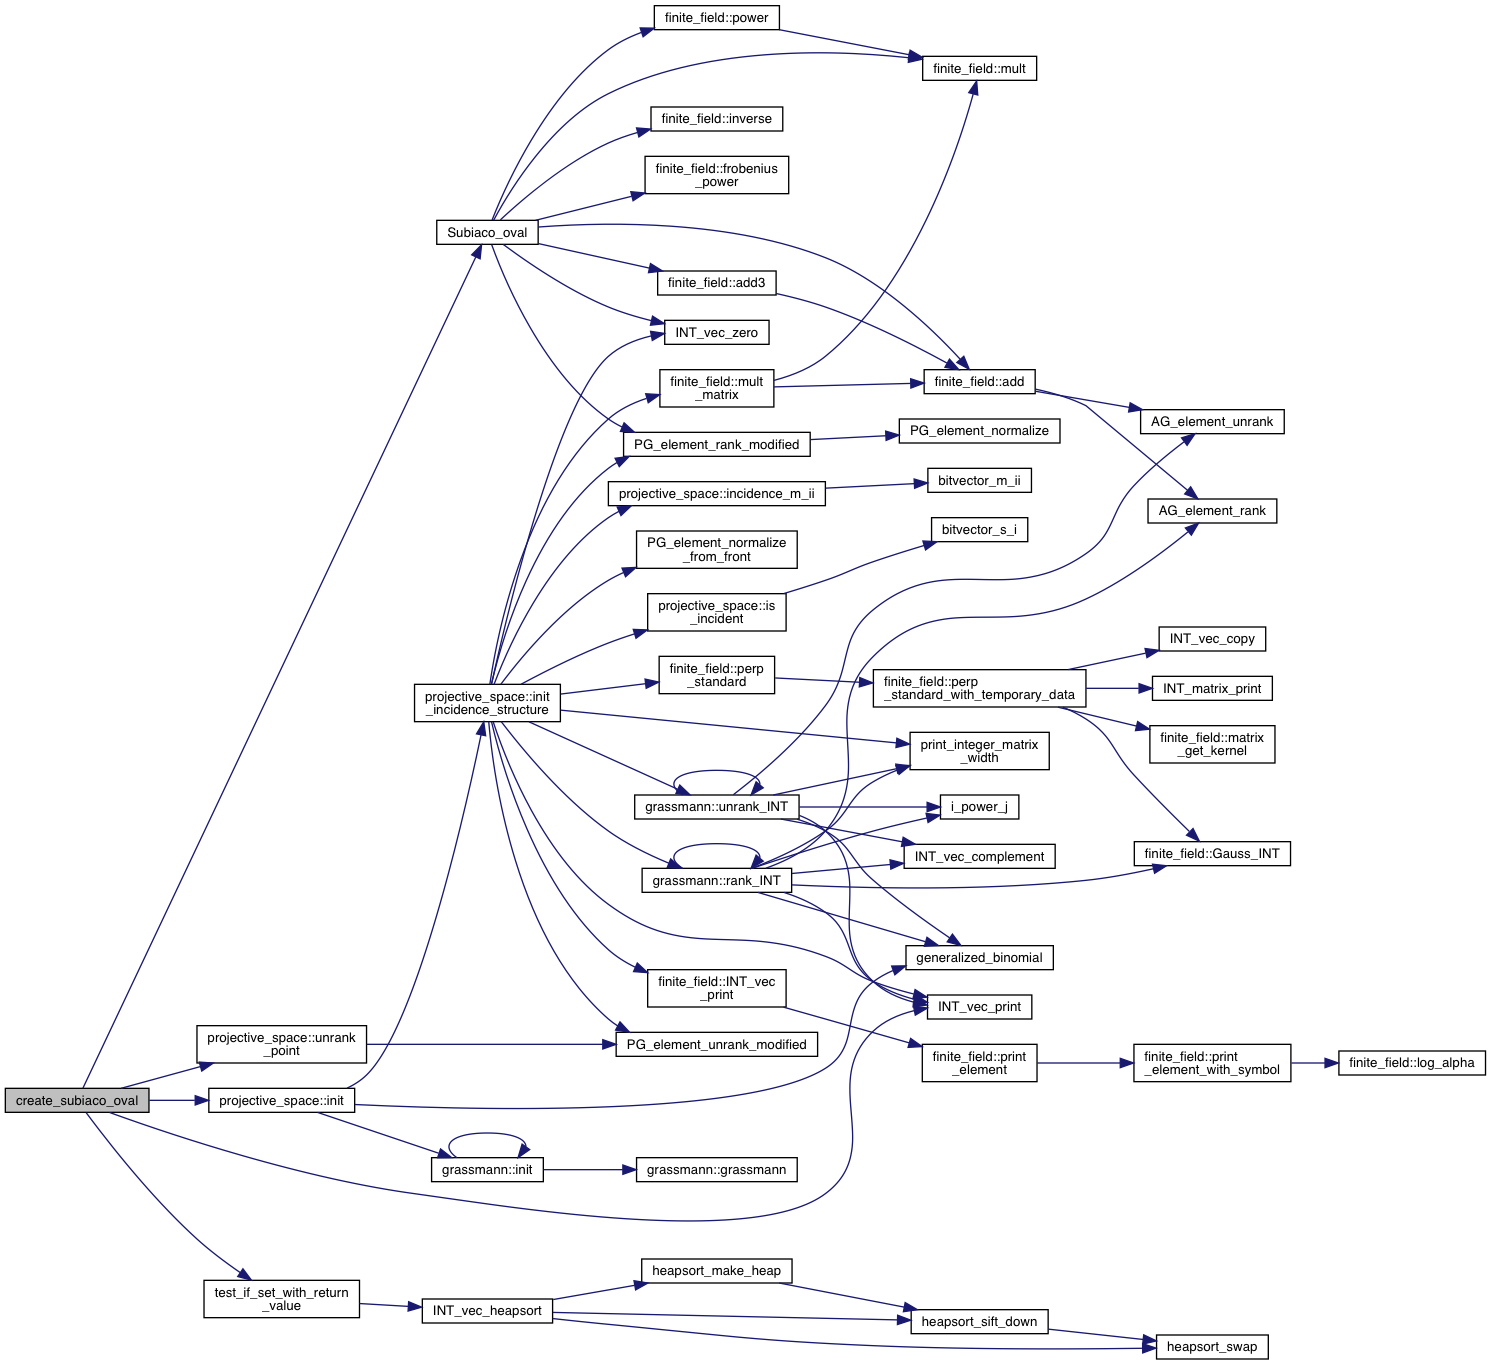 finite_field::power
finite_field::mult
finite_field::inverse
finite_field::frobenius
_power
Subiaco_oval
finite_field::add3
INT_vec_zero
finite_field::mult
_matrix
finite_field::add
AG_element_unrank
PG_element_rank_modified
PG_element_normalize
projective_space::incidence_m_ii
bitvector_m_ii
AG_element_rank
PG_element_normalize
_from_front
bitvector_s_i
projective_space::is
_incident
INT_vec_copy
finite_field::perp
_standard
finite_field::perp
_standard_with_temporary_data
INT_matrix_print
projective_space::init
_incidence_structure
finite_field::matrix
_get_kernel
print_integer_matrix
_width
grassmann::unrank_INT
i_power_j
INT_vec_complement
finite_field::Gauss_INT
grassmann::rank_INT
generalized_binomial
finite_field::INT_vec
_print
INT_vec_print
projective_space::unrank
_point
PG_element_unrank_modified
finite_field::print
_element
finite_field::print
_element_with_symbol
finite_field::log_alpha
create_subiaco_oval
projective_space::init
grassmann::init
grassmann::grassmann
heapsort_make_heap
test_if_set_with_return
_value
INT_vec_heapsort
heapsort_sift_down
heapsort_swap